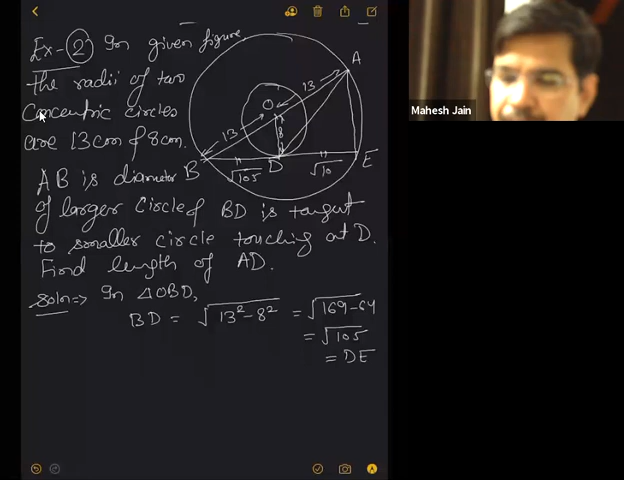 Ex-2 In given figure
the radii of two
Concentric circles
are 13cm & 8cm.
AB is diameter
of larger Circle & BD is tangent
to smaller circle touching at D.
Find length of AD.
Soln=> In △OBD,
BD = √13²-8² = √169-64
= √105
= DE
A
13
O
13
8
B
D
E
√105
√10
Mahesh Jain